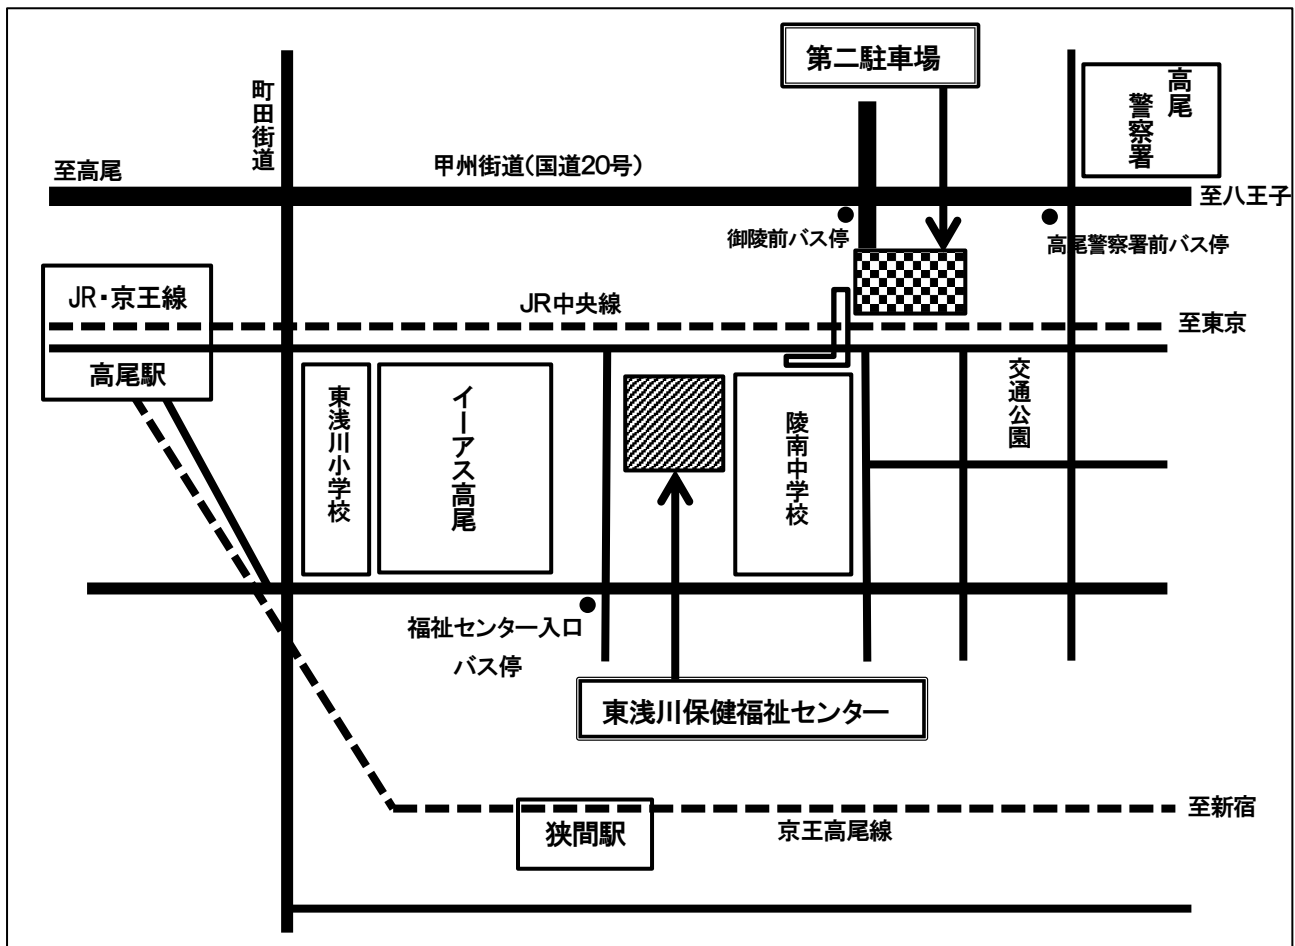 第二駐車場
高尾
警察署
町田街道
至高尾
甲州街道(国道20号)
至八王子
御陵前バス停
高尾警察署前バス停
JR・京王線
高尾駅
JR中央線
至東京
交通公園
東浅川小学校
イーアス高尾
陵南中学校
福祉センター入口
バス停
東浅川保健福祉センター
至新宿
狭間駅
京王高尾線